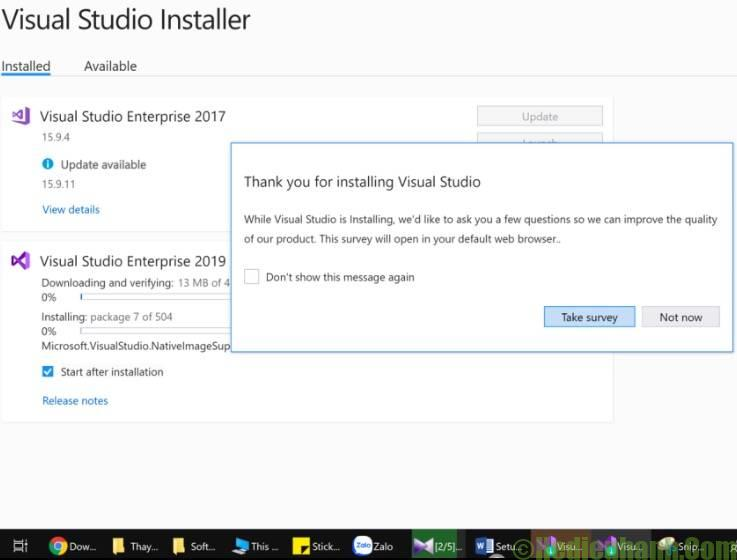 Visual Studio Installer
Installed Available
Visual Studio Enterprise 2017
Update
15.9.4
Update available
15.9.11
View details
Thank you for installing Visual Studio
While Visual Studio is Installing, we'd like to ask you a few questions so we can improve the quality
of our product. This survey will open in your default web browser..
Don't show this message again
Take survey Not now
Visual Studio Enterprise 2019
Downloading and verifying: 13 MB of 4
0%
Installing: package 7 of 504
0%
Microsoft.VisualStudio.NativeImageSup
Start after installation
Release notes
Dow... Thay... Soft... This ... Stick... Zalo Zalo [2/5]... Setu... Visu... Visu... Snip...